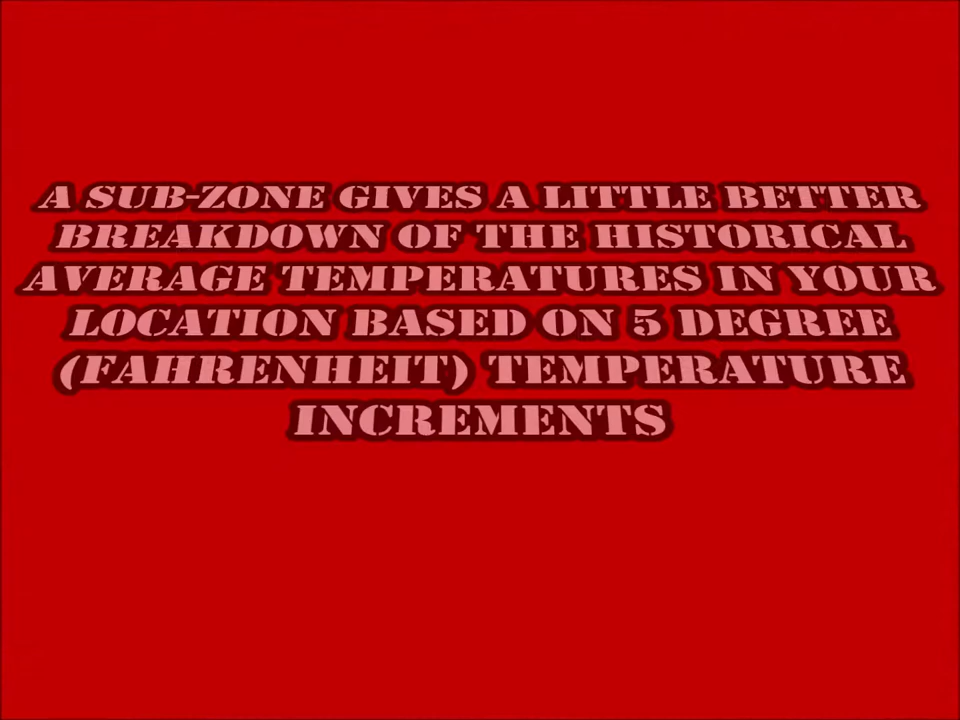 A SUB-ZONE GIVES A LITTLE BETTER
BREAKDOWN OF THE HISTORICAL
AVERAGE TEMPERATURES IN YOUR
LOCATION BASED ON 5 DEGREE
(FAHRENHEIT) TEMPERATURE
INCREMENTS